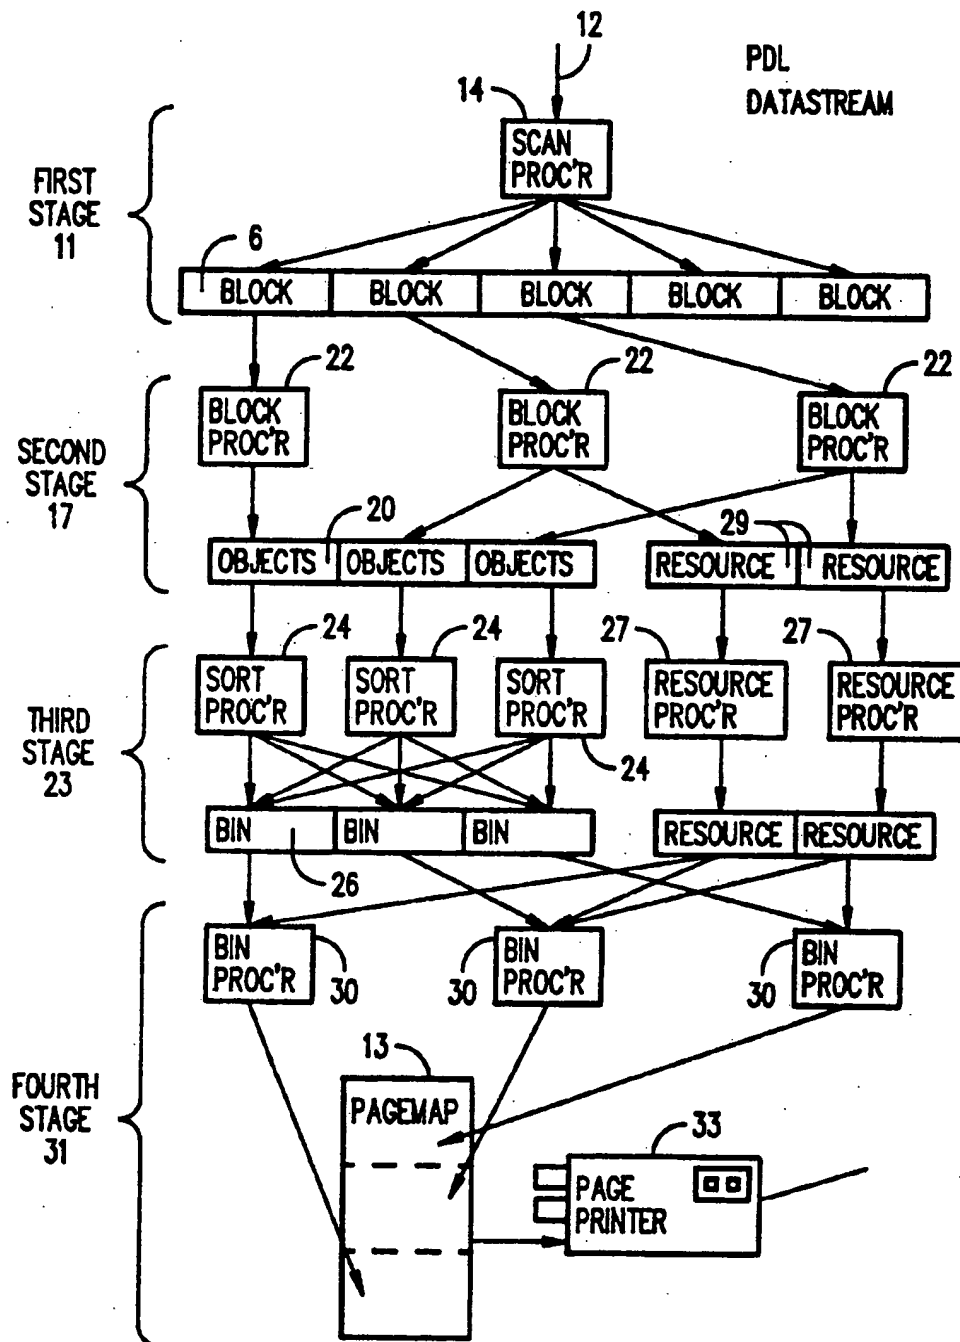 12
PDL
DATASTREAM
14
SCAN
PROC'R
FIRST
STAGE
11
6
BLOCK BLOCK BLOCK BLOCK BLOCK
22 22 22
BLOCK
PROC'R
BLOCK
PROC'R
BLOCK
PROC'R
SECOND
STAGE
17
20 29
OBJECTS OBJECTS OBJECTS RESOURCE RESOURCE
24 24 27 27
SORT
PROC'R
SORT
PROC'R
SORT
PROC'R
RESOURCE
PROC'R
RESOURCE
PROC'R
THIRD
STAGE
23
24
BIN BIN BIN RESOURCE RESOURCE
26
BIN
PROC'R
30
BIN
PROC'R
30
BIN
PROC'R
30
FOURTH
STAGE
31
13
PAGEMAP
33
PAGE
PRINTER